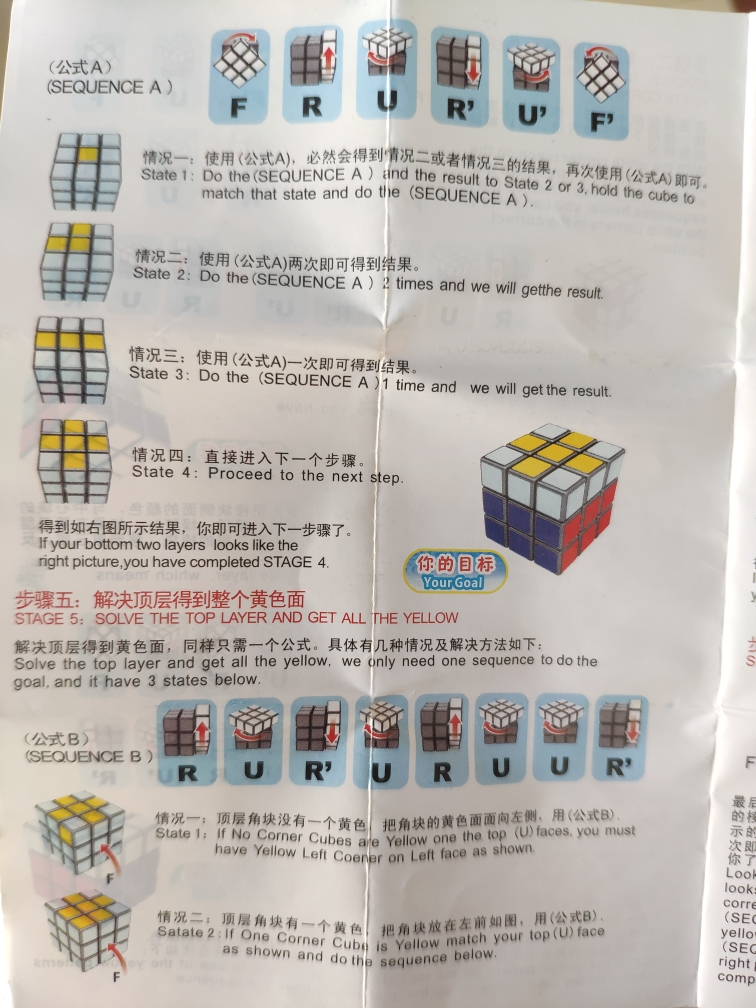 （公式A）
(SEQUENCE A )
F R U R’ U’ F’
情况一：使用(公式A)，必然会得到情况二或者情况三的结果，再次使用(公式A)即可。
State 1: Do the(SEQUENCE A ) and the result to State 2 or 3, hold the cube to
match that state and do the (SEQUENCE A ).
情况二：使用(公式A)两次即可得到结果。
State 2: Do the(SEQUENCE A ) 2 times and we will getthe result.
情况三：使用(公式A)一次即可得到结果。
State 3: Do the (SEQUENCE A )1 time and we will get the result.
情况四：直接进入下一个步骤。
State 4: Proceed to the next step.
得到如右图所示结果，你即可进入下一步骤了。
If your bottom two layers looks like the
right picture,you have completed STAGE 4.
你的目标
Your Goal
步骤五：解决顶层得到整个黄色面
STAGE 5: SOLVE THE TOP LAYER AND GET ALL THE YELLOW
解决顶层得到黄色面，同样只需一个公式。具体有几种情况及解决方法如下：
Solve the top layer and get all the yellow, we only need one sequence to do the
goal, and it have 3 states below.
（公式B）
(SEQUENCE B )
R U R’ U R U U R’
情况一：顶层角块没有一个黄色，把角块的黄色面面向左侧，用(公式B).
State 1: If No Corner Cubes are Yellow one the top (U)faces, you must
have Yellow Left Coener on Left face as shown.
F
情况二：顶层角块有一个黄色，把角块放在左前如图，用(公式B).
Satate 2: If One Corner Cube is Yellow match your top(U)face
as shown and do the sequence below.
F
F
最后
的棱
示的
次即
你了
Look
looks
corre
(SEC
yellow
(SEQ
right p
comp